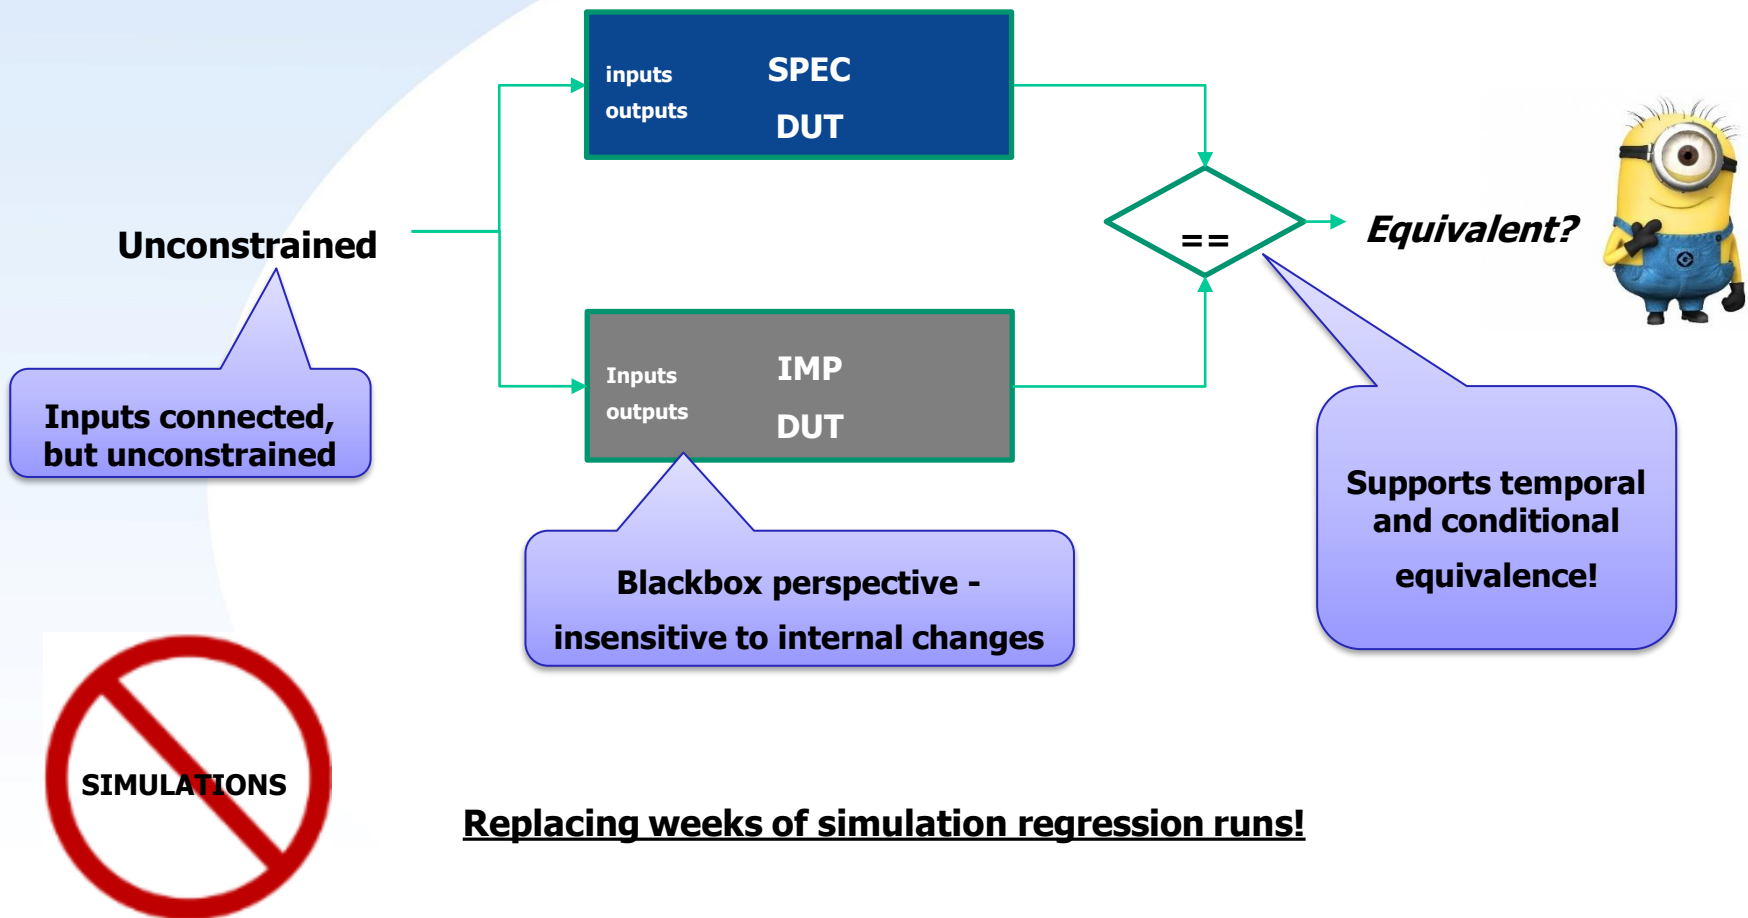 inputs
outputs
SPEC
DUT
Unconstrained
==
Equivalent?
Inputs connected,
but unconstrained
Inputs
outputs
IMP
DUT
Supports temporal
and conditional
equivalence!
Blackbox perspective -
insensitive to internal changes
SIMULATIONS
Replacing weeks of simulation regression runs!